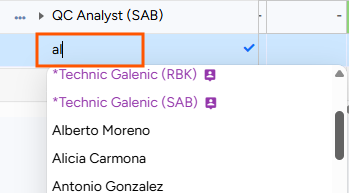 QC Analyst (SAB)
al
*Technic Galenic (RBK)
*Technic Galenic (SAB)
Alberto Moreno
Alicia Carmona
Antonio Gonzalez